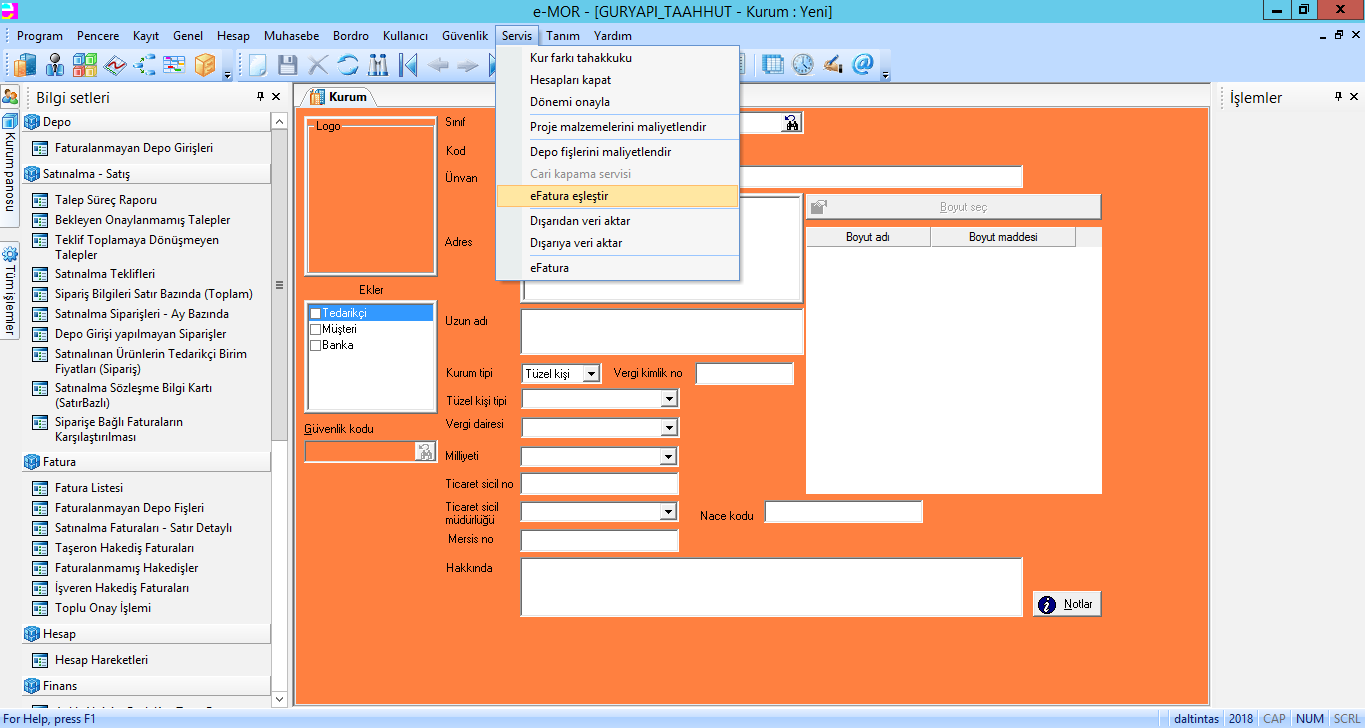 e-MOR - [GURYAPI_TAAHHUT - Kurum : Yeni]
Program Pencere Kayıt Genel Hesap Muhasebe Bordro Kullanıcı Güvenlik Servis Tanım Yardım
Bilgi setleri
Kurum panosu
Tüm işlemler
Depo
Faturalanmayan Depo Girişleri
Satınalma - Satış
Talep Süreç Raporu
Bekleyen Onaylanmamış Talepler
Teklif Toplamaya Dönüşmeyen
Talepler
Satınalma Teklifleri
Sipariş Bilgileri Satır Bazında (Toplam)
Satınalma Siparişleri - Ay Bazında
Depo Girişi yapılmayan Siparişler
Satınalınan Ürünlerin Tedarikçi Birim
Fiyatları (Sipariş)
Satınalma Sözleşme Bilgi Kartı
(SatırBazlı)
Siparişe Bağlı Faturaların
Karşılaştırılması
Fatura
Fatura Listesi
Faturalanmayan Depo Fişleri
Satınalma Faturaları - Satır Detaylı
Taşeron Hakediş Faturaları
Faturalanmamış Hakedişler
İşveren Hakediş Faturaları
Toplu Onay İşlemi
Hesap
Hesap Hareketleri
Finans
Kurum
Logo
Ekler
Tedarikçi
Müşteri
Banka
Güvenlik kodu
Sınıf
Kod
Ünvan
Adres
Uzun adı
Kurum tipi
Tüzel kişi
Vergi kimlik no
Tüzel kişi tipi
Vergi dairesi
Milliyeti
Ticaret sicil no
Ticaret sicil
müdürlüğü
Nace kodu
Mersis no
Hakkında
Notlar
Kur farkı tahakkuku
Hesapları kapat
Dönemi onayla
Proje malzemelerini maliyetlendir
Depo fişlerini maliyetlendir
Cari kapama servisi
eFatura eşleştir
Dışarıdan veri aktar
Dışarıya veri aktar
eFatura
Boyut seç
Boyut adı
Boyut maddesi
İşlemler
For Help, press F1
daltintas 2018 CAP NUM SCRL